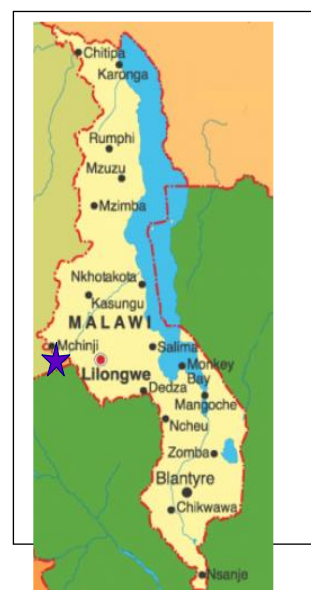 Chitipa
Karonga
Rumphi
Mzuzu
Mzimba
Nkhotakota
Kasungu
MALAWI
Mchinji
Salima
Lilongwe
Monkey
Bay
Dedza
Mangoche
Ncheu
Zomba
Blantyre
Chikwawa
Nsanje